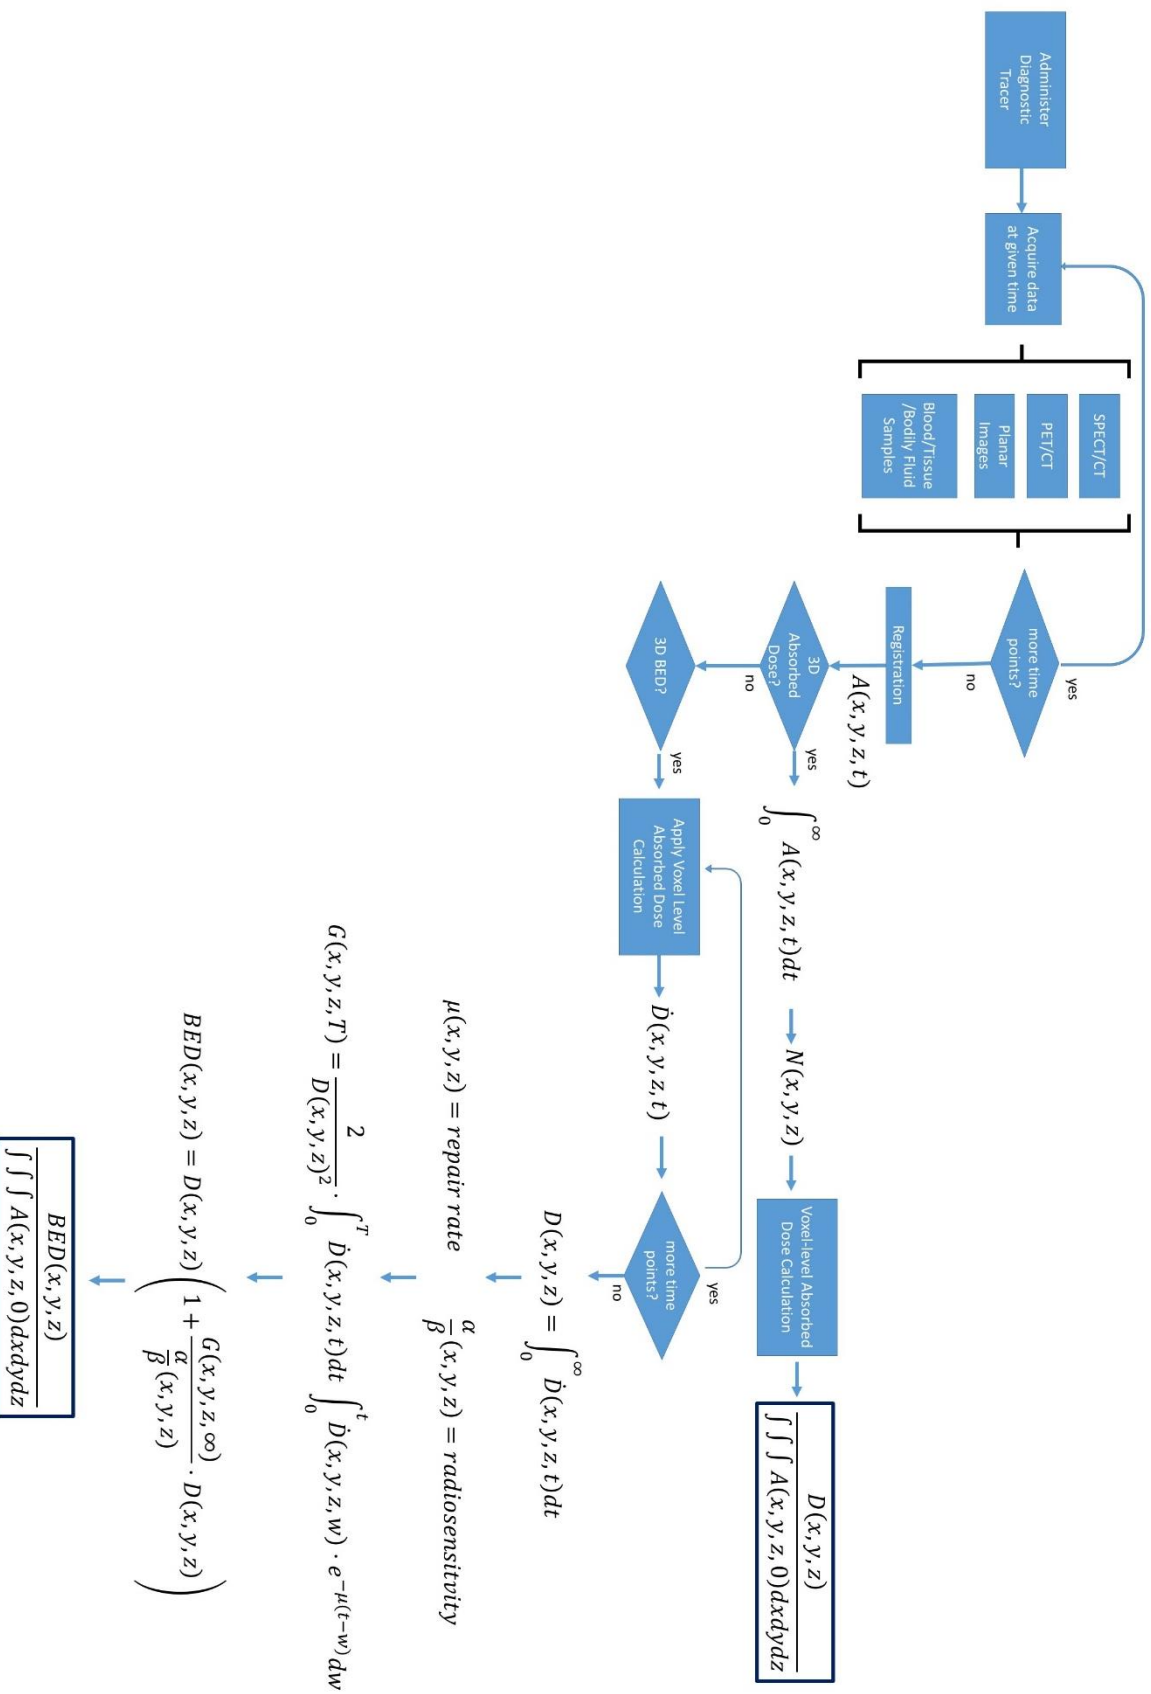 Administer
Diagnostic
Tracer
Acquire data
at given time
SPECT/CT
PET/CT
Planar
Images
Blood/Tissue
/Bodily Fluid
Samples
more time
points?
yes
no
Registration
A(x, y, z, t)
3D
Absorbed
Dose?
yes
no
∫₀^∞ A(x, y, z, t)dt
N(x, y, z)
Voxel-level Absorbed
Dose Calculation
D(x, y, z)
∫ ∫ ∫ A(x, y, z, 0)dxdydz
3D BED?
yes
Apply Voxel Level
Absorbed Dose
Calculation
Ḋ(x, y, z, t)
more time
points?
yes
no
D(x, y, z) = ∫₀^∞ Ḋ(x, y, z, t)dt
μ(x, y, z) = repair rate
α/β (x, y, z) = radiosensitvity
G(x, y, z, T) = 2/D(x, y, z)² · ∫₀^T Ḋ(x, y, z, t)dt ∫₀^t Ḋ(x, y, z, w) · e^−μ(t−w) dw
BED(x, y, z) = D(x, y, z) (1 + G(x, y, z, ∞) / α/β (x, y, z) · D(x, y, z))
BED(x, y, z)
∫ ∫ ∫ A(x, y, z, 0)dxdydz